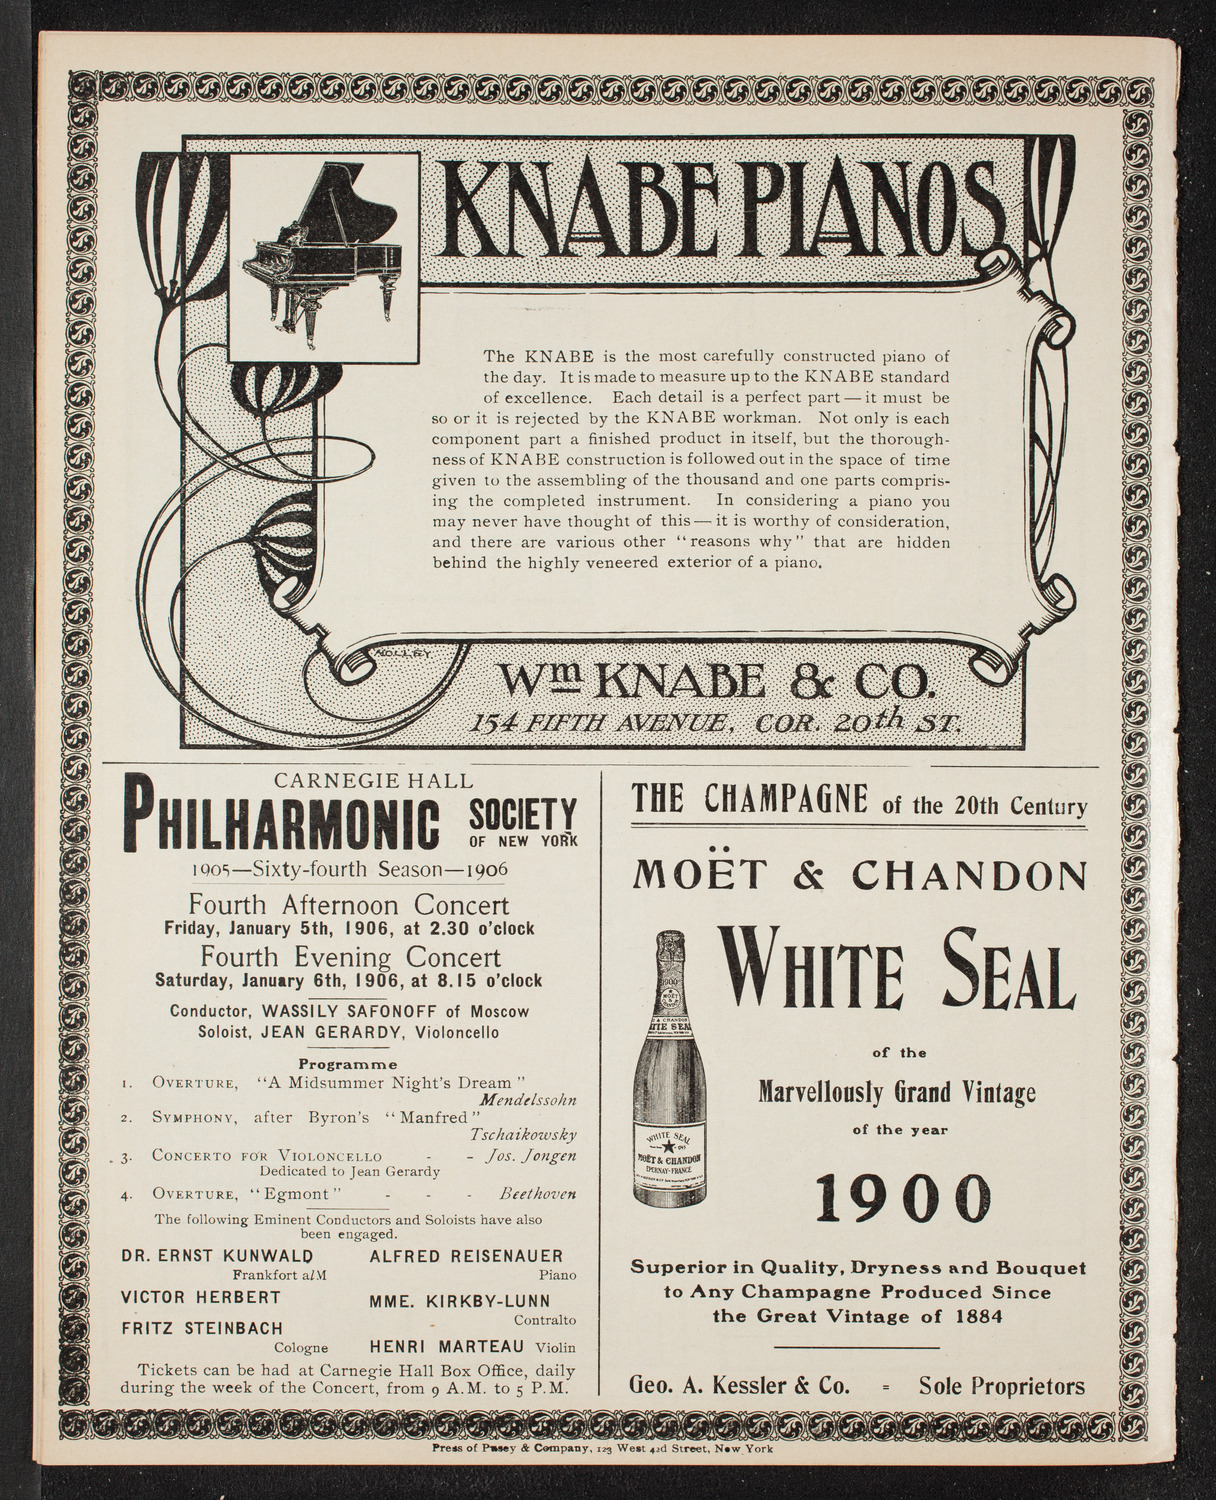 KNABE PIANOS
The KNABE is the most carefully constructed piano of
the day. It is made to measure up to the KNABE standard
of excellence. Each detail is a perfect part — it must be
so or it is rejected by the KNABE workman. Not only is each
component part a finished product in itself, but the thorough-
ness of KNABE construction is followed out in the space of time
given to the assembling of the thousand and one parts compris-
ing the completed instrument. In considering a piano you
may never have thought of this — it is worthy of consideration,
and there are various other "reasons why" that are hidden
behind the highly veneered exterior of a piano.
Wm KNABE & CO.
154 FIFTH AVENUE, COR. 20th ST.
CARNEGIE HALL
PHILHARMONIC SOCIETY
OF NEW YORK
1905—Sixty-fourth Season—1906
Fourth Afternoon Concert
Friday, January 5th, 1906, at 2.30 o'clock
Fourth Evening Concert
Saturday, January 6th, 1906, at 8.15 o'clock
Conductor, WASSILY SAFONOFF of Moscow
Soloist, JEAN GERARDY, Violoncello
Programme
1. OVERTURE, "A Midsummer Night's Dream"
Mendelssohn
2. SYMPHONY, after Byron's "Manfred"
Tschaikowsky
3. CONCERTO FOR VIOLONCELLO - - Jos. Jongen
Dedicated to Jean Gerardy
4. OVERTURE, "Egmont" - - - Beethoven
The following Eminent Conductors and Soloists have also
been engaged.
DR. ERNST KUNWALD
Frankfort a/M
VICTOR HERBERT
FRITZ STEINBACH
Cologne
ALFRED REISENAUER
Piano
MME. KIRKBY-LUNN
Contralto
HENRI MARTEAU Violin
Tickets can be had at Carnegie Hall Box Office, daily
during the week of the Concert, from 9 A.M. to 5 P.M.
THE CHAMPAGNE of the 20th Century
MOËT & CHANDON
WHITE SEAL
1900
MOËT
WHITE SEAL
MOËT & CHANDON
EPERNAY-FRANCE
of the
Marvellously Grand Vintage
of the year
1900
Superior in Quality, Dryness and Bouquet
to Any Champagne Produced Since
the Great Vintage of 1884
Geo. A. Kessler & Co. = Sole Proprietors
Press of Pusey & Company, 123 West 42d Street, New York